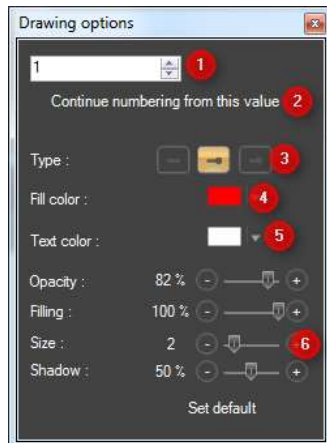 Drawing options
1 1
Continue numbering from this value 2
Type : 3
Fill color : 4
Text color : 5
Opacity : 82 % - +
Filling : 100 % - +
Size : 2 - 6
Shadow : 50 % - +
Set default